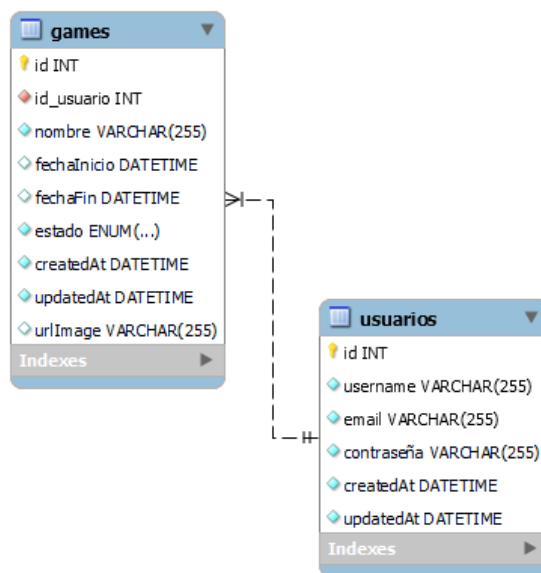 games
id INT
id_usuario INT
nombre VARCHAR(255)
fechaInicio DATETIME
fechaFin DATETIME
estado ENUM(...)
createdAt DATETIME
updatedAt DATETIME
urlImage VARCHAR(255)
Indexes
usuarios
id INT
username VARCHAR(255)
email VARCHAR(255)
contraseña VARCHAR(255)
createdAt DATETIME
updatedAt DATETIME
Indexes